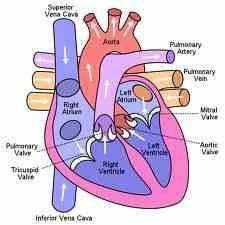 Superior
Vena Cava
Aorta
Pulmonary
Artery
Pulmonary
Vein
Left
Atrium
Right
Atrium
Mitral
Valve
Pulmonary
Valve
Aortic
Valve
Left
Ventricle
Tricuspid
Valve
Right
Ventricle
Inferior Vena Cava